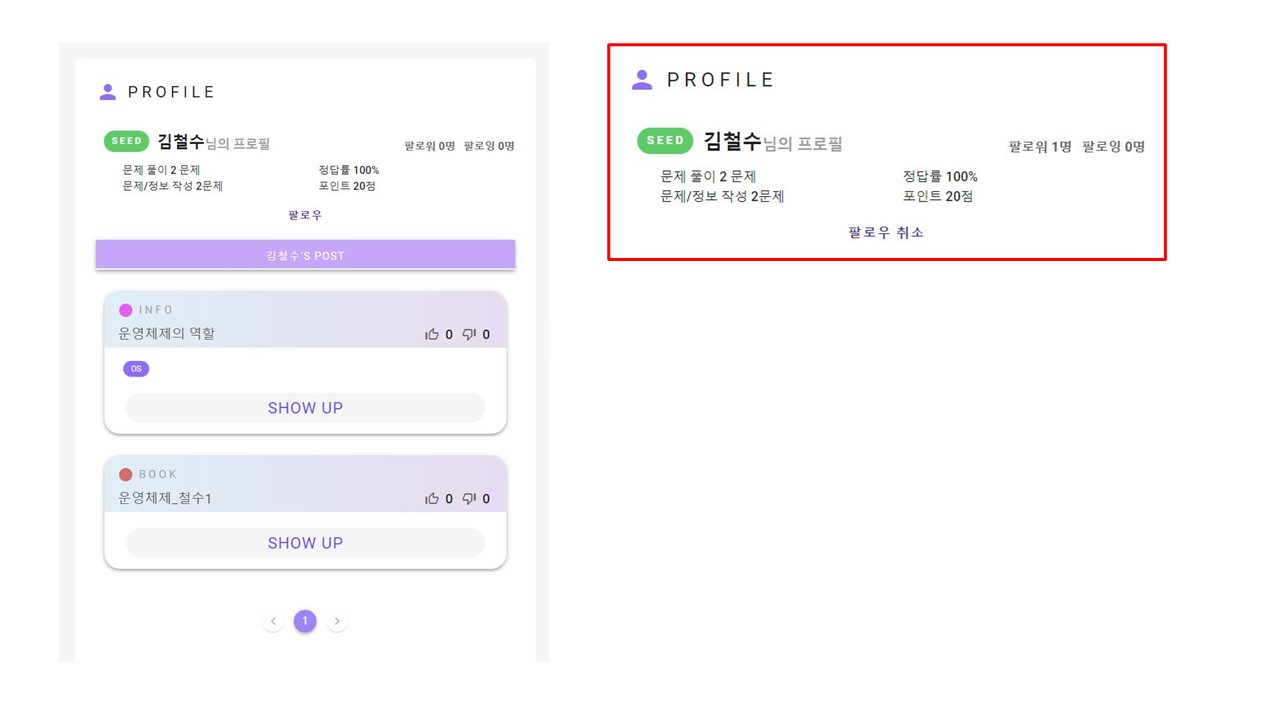 PROFILE
SEED 김철수님의 프로필 팔로워 0명 팔로잉 0명
문제 풀이 2 문제 정답률 100%
문제/정보 작성 2문제 포인트 20점
팔로우
김철수'S POST
INFO
운영체제의 역할 0 0
OS
SHOW UP
BOOK
운영체제_철수1 0 0
SHOW UP
1
PROFILE
SEED 김철수님의 프로필 팔로워 1명 팔로잉 0명
문제 풀이 2 문제 정답률 100%
문제/정보 작성 2문제 포인트 20점
팔로우 취소